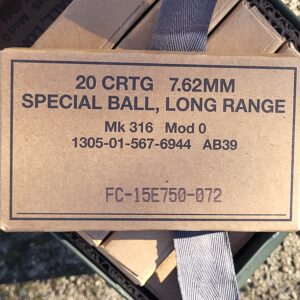 20 CRTG 7.62MM
SPECIAL BALL, LONG RANGE
Mk 316 Mod 0
1305-01-567-6944 AB39
FC-15E750-072